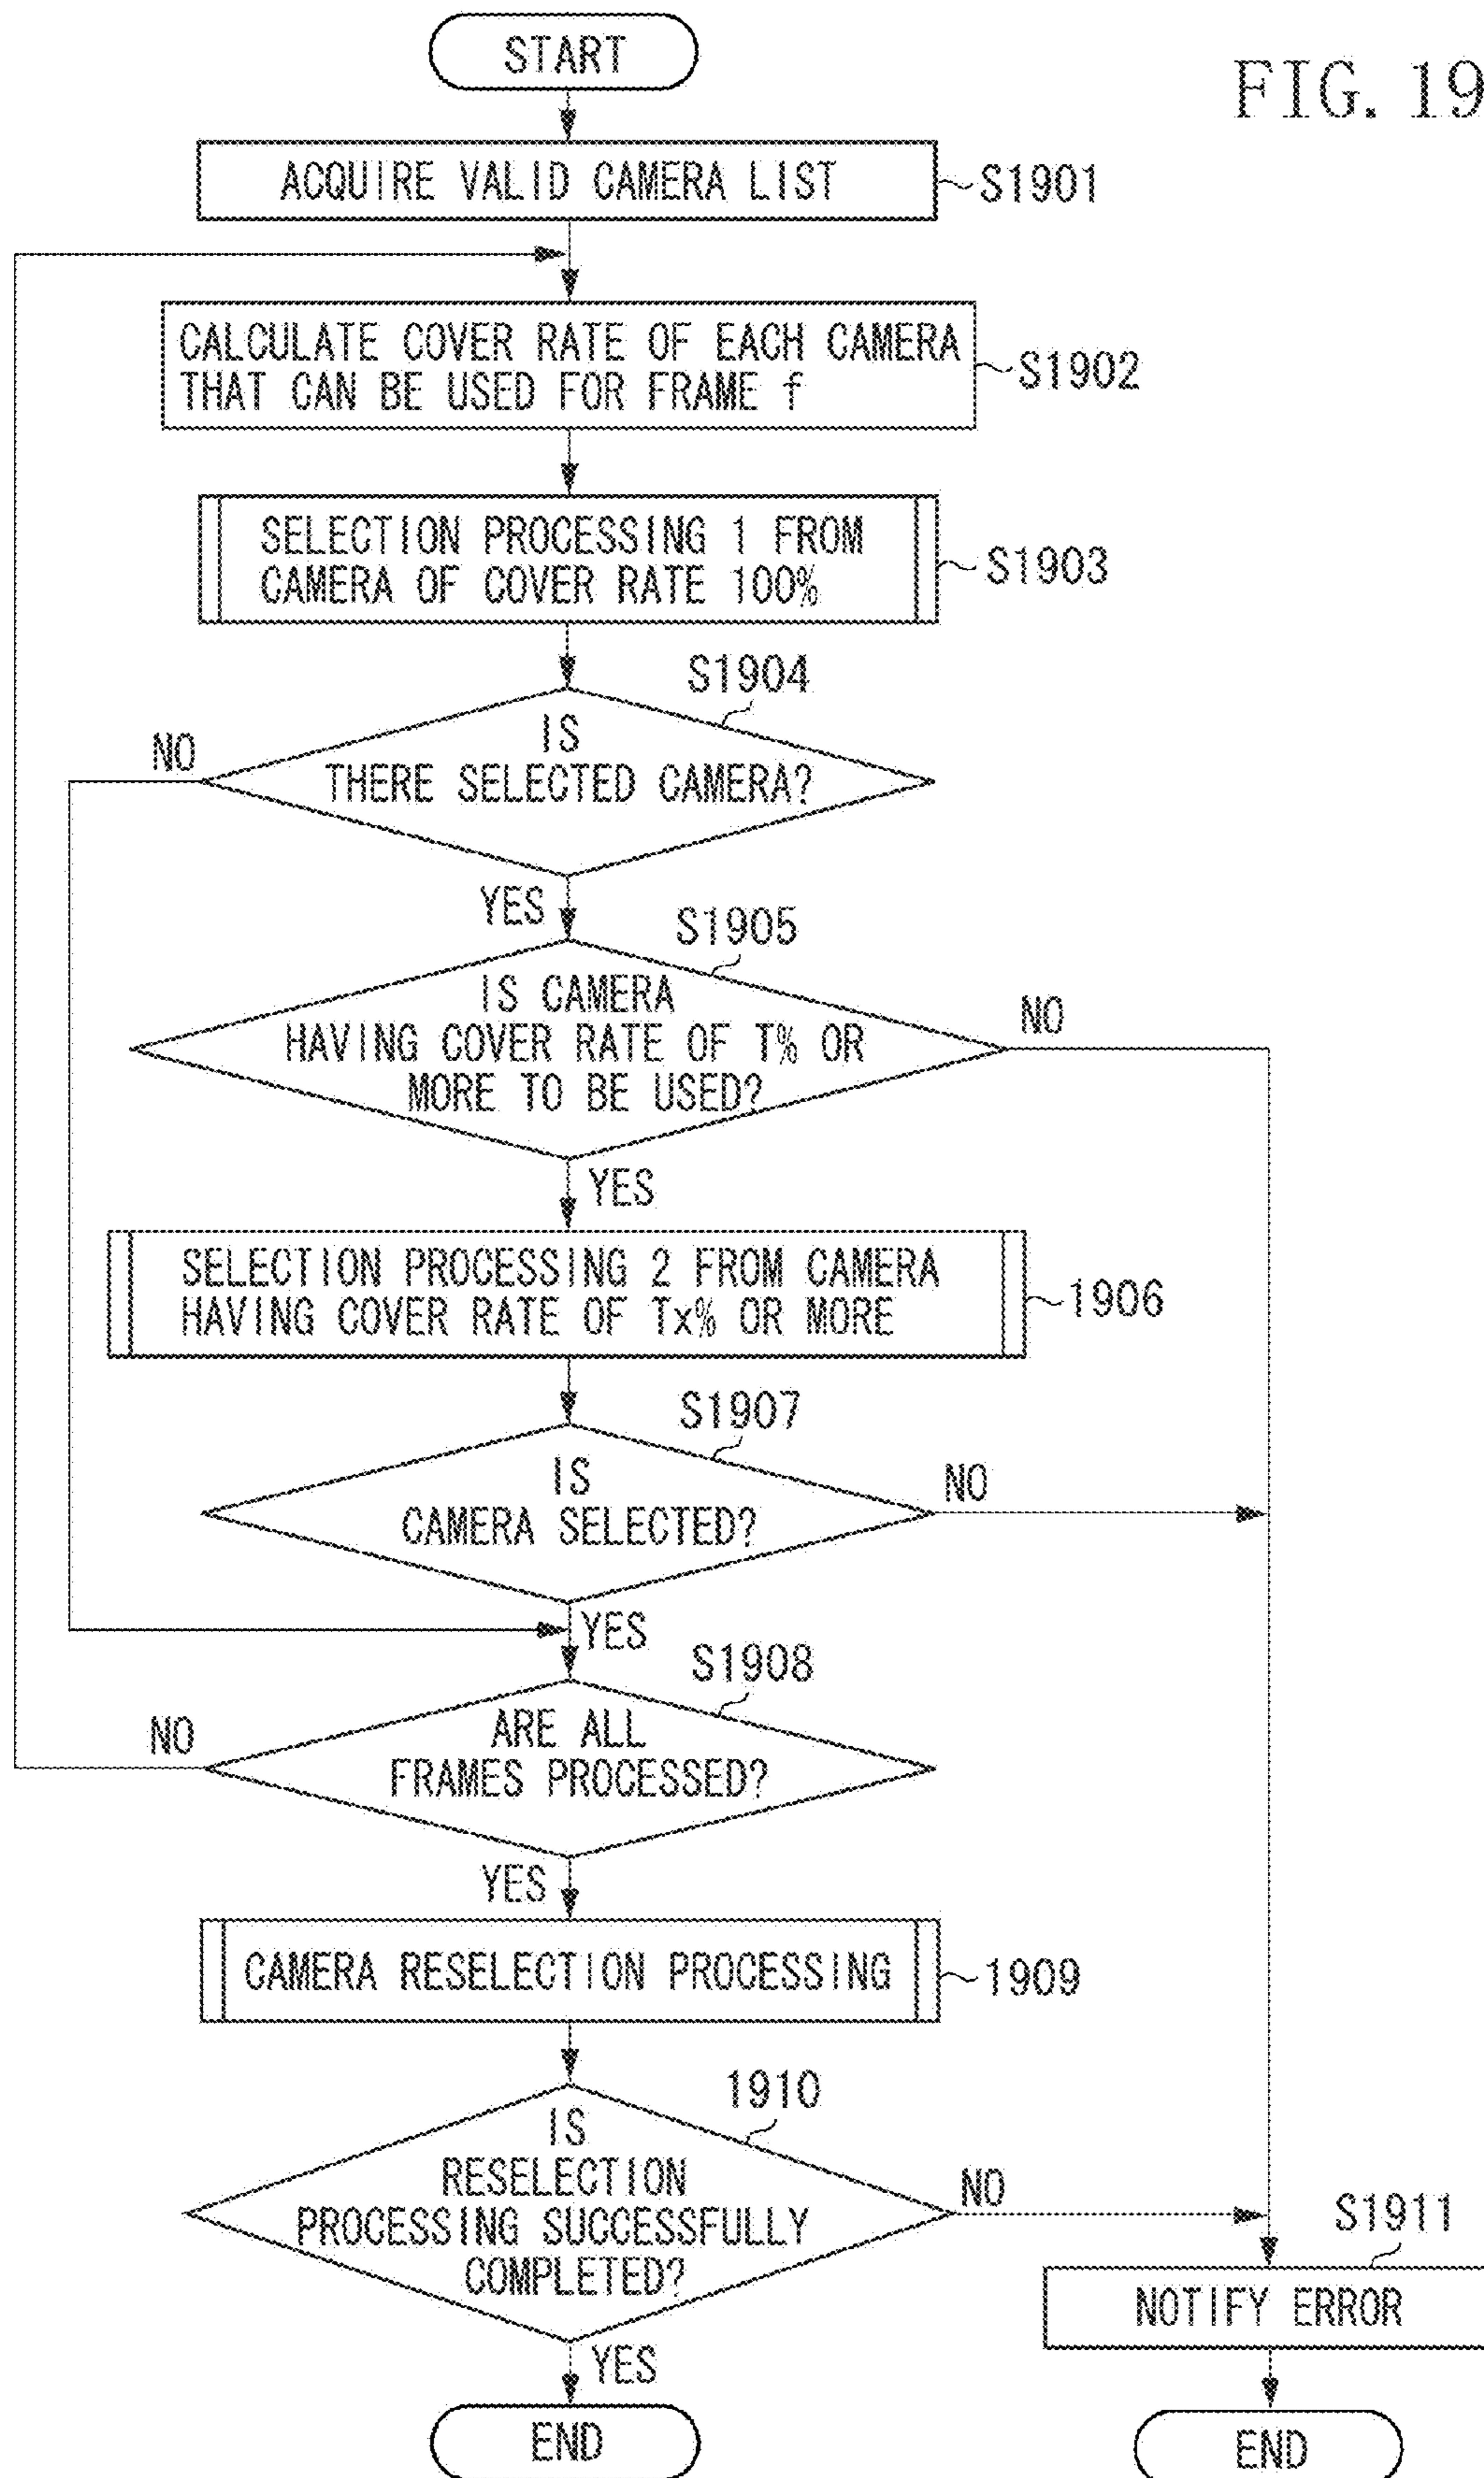 START
FIG. 19
ACQUIRE VALID CAMERA LIST
S1901
CALCULATE COVER RATE OF EACH CAMERA
THAT CAN BE USED FOR FRAME f
S1902
SELECTION PROCESSING 1 FROM
CAMERA OF COVER RATE 100%
S1903
S1904
IS
THERE SELECTED CAMERA?
NO
YES
S1905
IS CAMERA
HAVING COVER RATE OF T% OR
MORE TO BE USED?
NO
YES
SELECTION PROCESSING 2 FROM CAMERA
HAVING COVER RATE OF Tx% OR MORE
1906
S1907
IS
CAMERA SELECTED?
NO
YES
S1908
ARE ALL
FRAMES PROCESSED?
NO
YES
CAMERA RESELECTION PROCESSING
1909
1910
IS
RESELECTION
PROCESSING SUCCESSFULLY
COMPLETED?
NO
YES
S1911
NOTIFY ERROR
END
END